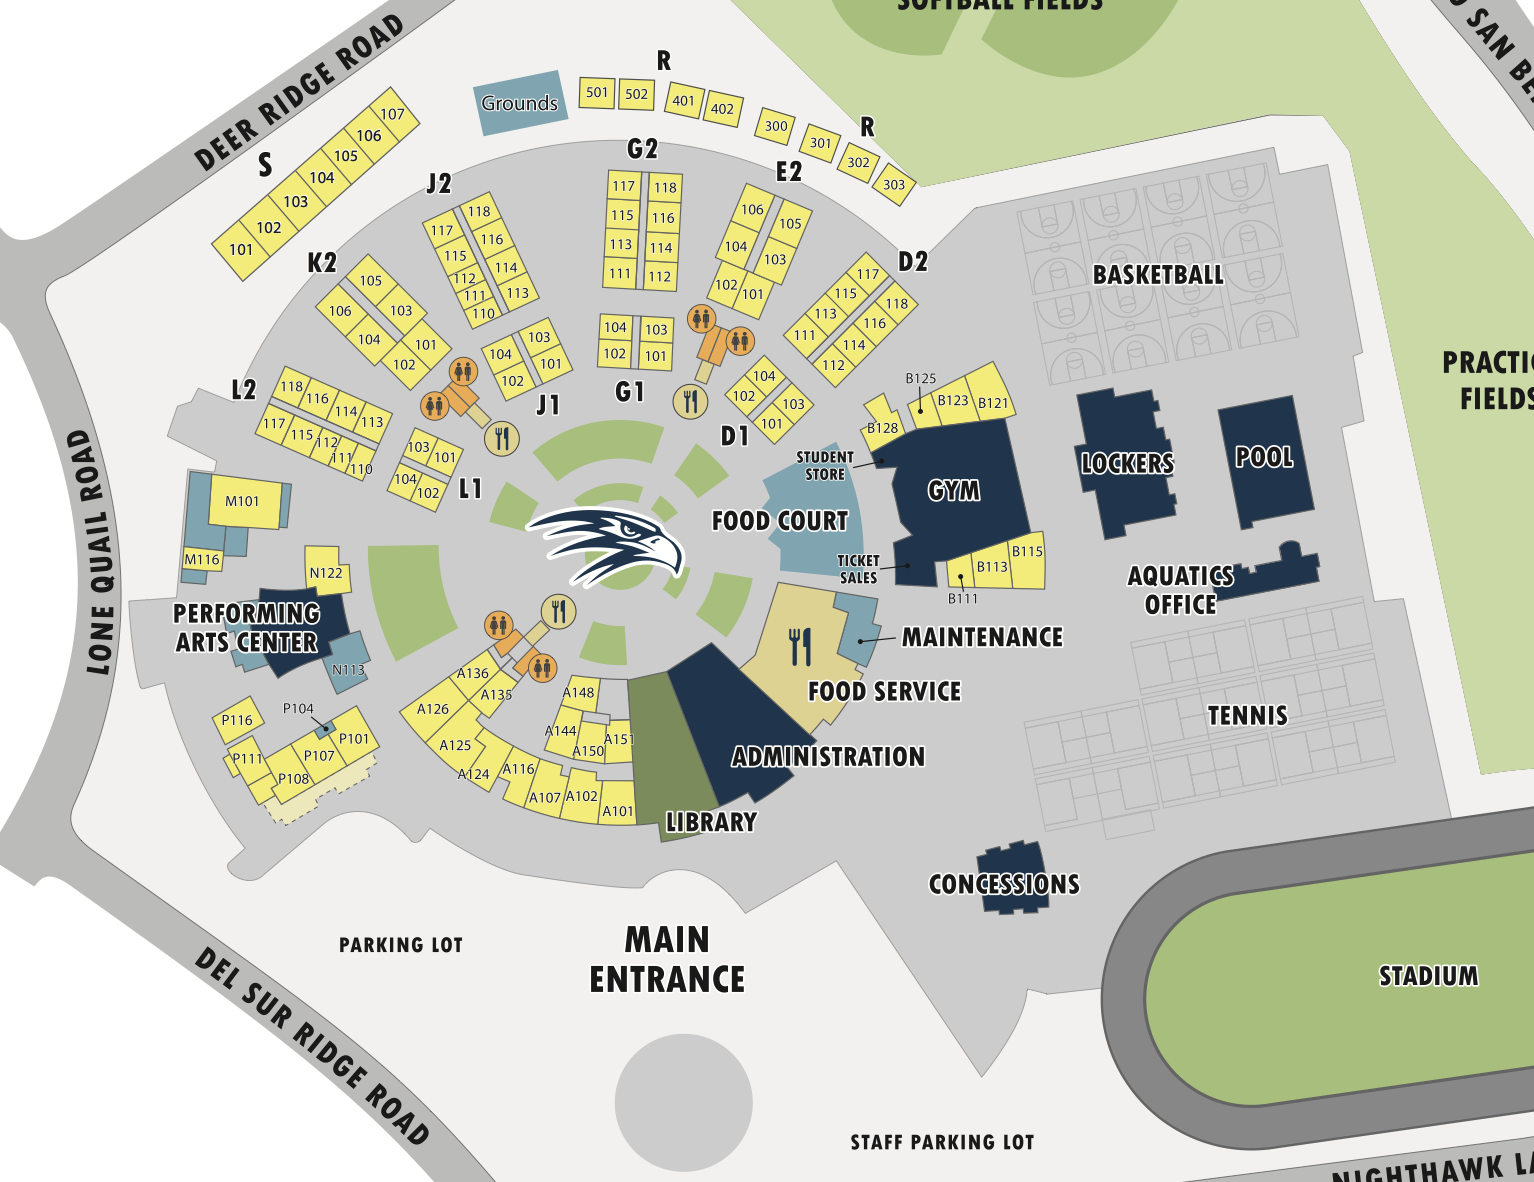 SOFTBALL FIELDS
SAN BE
DEER RIDGE ROAD
R
501
502
401
402
300
301
302
303
R
Grounds
S
107
106
105
104
103
102
101
G2
117
118
115
116
113
114
111
112
E2
106
105
104
103
102
101
J2
118
117
116
115
114
112
113
111
110
K2
105
106
103
104
101
102
D2
117
115
118
113
116
111
114
112
BASKETBALL
PRACTIC
FIELDS
104
103
102
101
G1
103
104
101
102
J1
104
102
103
101
D1
L2
118
116
114
113
117
115
112
111
110
103
101
104
102
L1
B125
B123
B121
B128
STUDENT
STORE
GYM
LOCKERS
POOL
FOOD COURT
TICKET
SALES
B115
B113
B111
AQUATICS
OFFICE
LONE QUAIL ROAD
M101
M116
N122
PERFORMING
ARTS CENTER
N113
MAINTENANCE
FOOD SERVICE
TENNIS
A136
A135
A126
A125
A124
A148
A144
A150
A151
A116
A107
A102
A101
P104
P116
P101
P111
P107
P108
ADMINISTRATION
LIBRARY
CONCESSIONS
PARKING LOT
MAIN
ENTRANCE
STADIUM
DEL SUR RIDGE ROAD
STAFF PARKING LOT
NIGHTHAWK LA